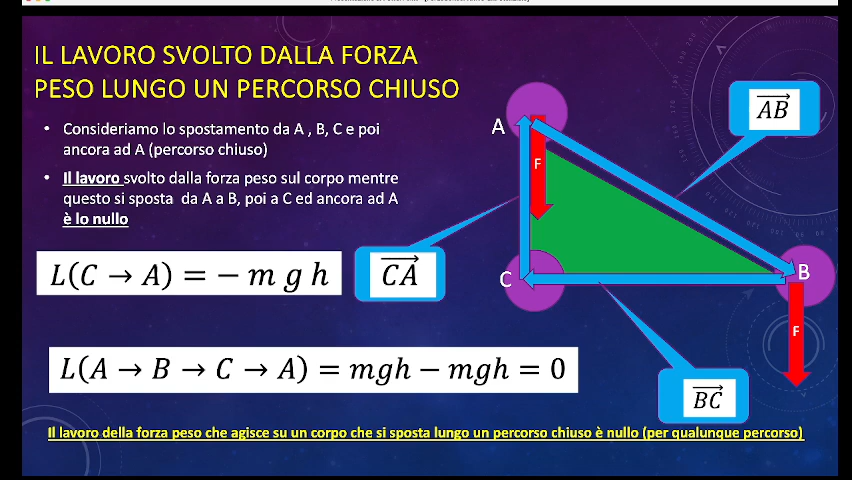 IL LAVORO SVOLTO DALLA FORZA
PESO LUNGO UN PERCORSO CHIUSO
• Consideriamo lo spostamento da A , B, C e poi
ancora ad A (percorso chiuso)
• Il lavoro svolto dalla forza peso sul corpo mentre
questo si sposta da A a B, poi a C ed ancora ad A
è lo nullo
L(C → A) = − m g h
L(A → B → C → A) = mgh − mgh = 0
A
F
AB
CA
C
B
F
BC
Il lavoro della forza peso che agisce su un corpo che si sposta lungo un percorso chiuso è nullo (per qualunque percorso)